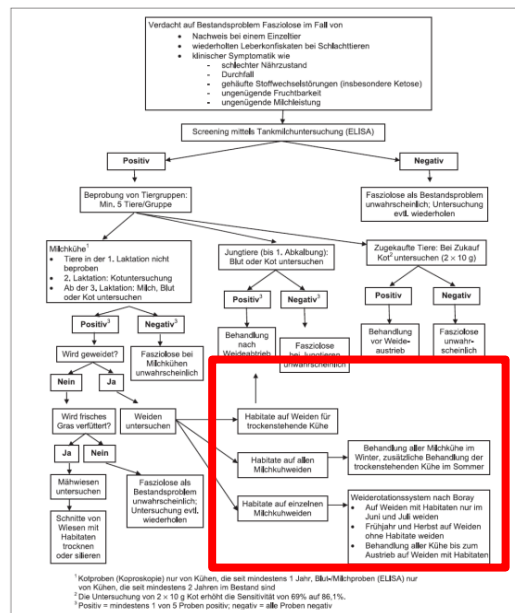 Verdacht auf Bestandsproblem Fasziolose im Fall von
• Nachweis bei einem Einzeltier
• wiederholten Leberkonfiskaten bei Schlachttieren
• klinischer Symptomatik wie
- schlechter Nährzustand
- Durchfall
- gehäufte Stoffwechselstörungen (insbesondere Ketose)
- ungenügende Fruchtbarkeit
- ungenügende Milchleistung
Screening mittels Tankmilchuntersuchung (ELISA)
Positiv
Negativ
Beprobung von Tiergruppen:
Min. 5 Tiere/Gruppe
Fasziolose als Bestandsproblem
unwahrscheinlich; Untersuchung
evtl. wiederholen
Milchkühe1
• Tiere in der 1. Laktation nicht
beproben
• 2. Laktation: Kotuntersuchung
• Ab der 3. Laktation: Milch, Blut
oder Kot untersuchen
Jungtiere (bis 1. Abkalbung):
Blut oder Kot untersuchen
Zugekaufte Tiere: Bei Zukauf
Kot2 untersuchen (2 × 10 g)
Positiv3
Negativ3
Positiv3
Negativ3
Positiv
Negativ
Wird geweidet?
Fasziolose bei
Milchkühen
unwahrscheinlich
Behandlung
nach
Weideabtrieb
Fasziolose
bei Jungtieren
unwahrscheinlich
Behandlung
vor Weide-
austrieb
Fasziolose
unwahr-
scheinlich
Nein
Ja
Wird frisches
Gras verfüttert?
Weiden
untersuchen
Habitate auf Weiden für
trockenstehende Kühe
Ja
Nein
Habitate auf allen
Milchkuhweiden
Behandlung aller Milchkühe im
Winter, zusätzliche Behandlung der
trockenstehenden Kühe im Sommer
Mähwiesen
untersuchen
Fasziolose als
Bestandsproblem
unwahrscheinlich;
Untersuchung evtl.
wiederholen
Habitate auf einzelnen
Milchkuhweiden
Weiderotationssystem nach Boray
• Auf Weiden mit Habitaten nur im
Juni und Juli weiden
• Frühjahr und Herbst auf Weiden
ohne Habitate weiden
• Behandlung aller Kühe bis zum
Austrieb auf Weiden mit Habitaten
Schnitte von
Wiesen mit
Habitaten
trocknen
oder silieren
1 Kotproben (Koproskopie) nur von Kühen, die seit mindestens 1 Jahr, Blut-/Milchproben (ELISA) nur
von Kühen, die seit mindestens 2 Jahren im Bestand sind
2 Die Untersuchung von 2 × 10 g Kot erhöht die Sensitivität von 69% auf 86,1%.
3 Positiv = mindestens 1 von 5 Proben positiv; negativ = alle Proben negativ